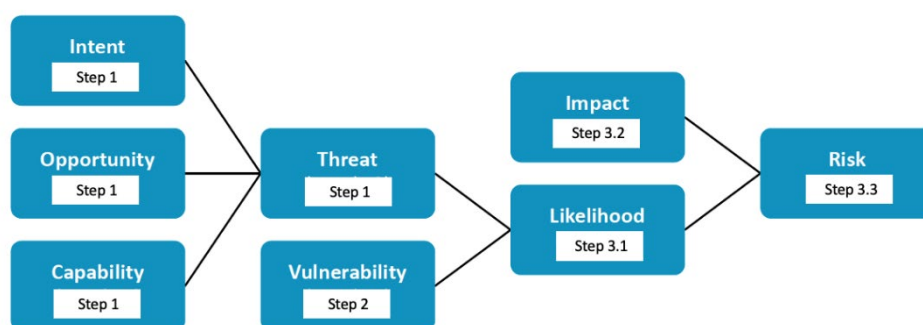 Intent
Step 1
Opportunity
Step 1
Capability
Step 1
Threat
Step 1
Vulnerability
Step 2
Impact
Step 3.2
Likelihood
Step 3.1
Risk
Step 3.3